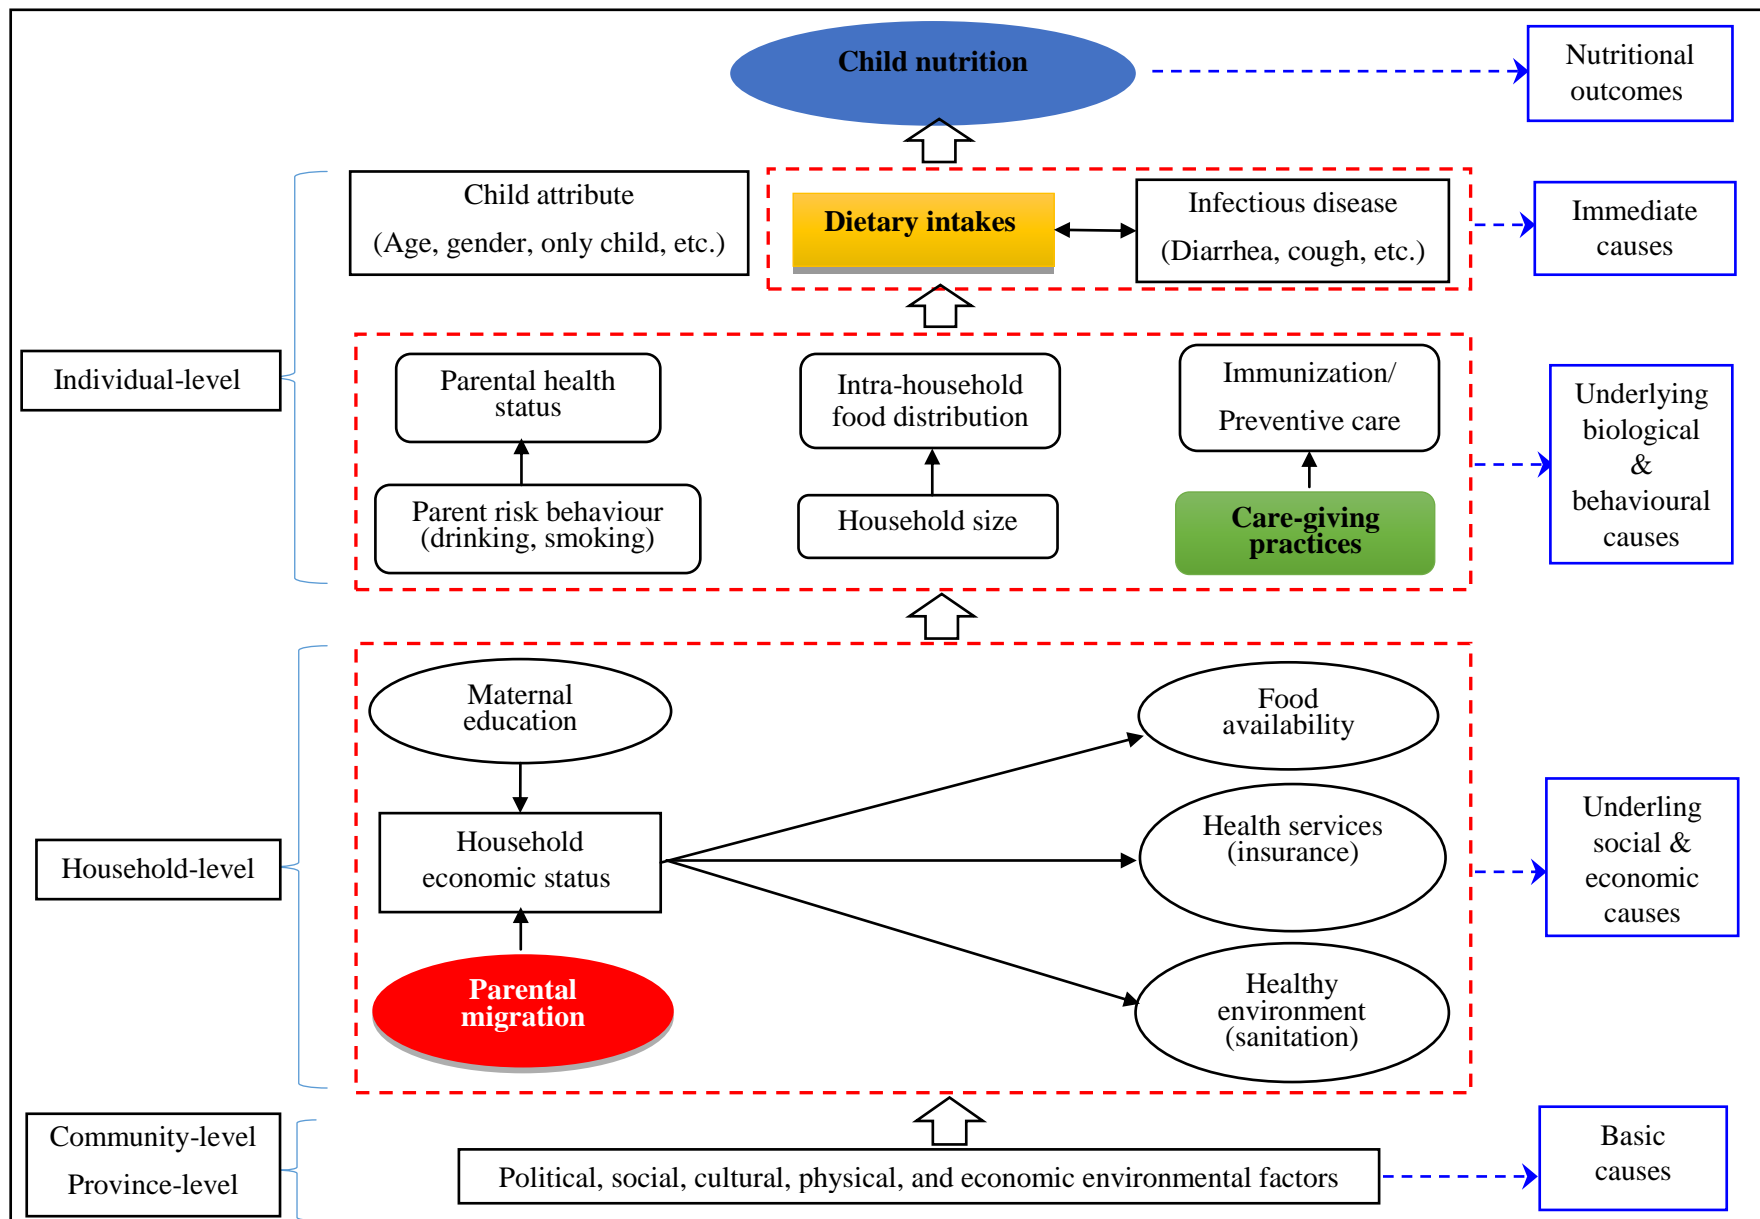 Child nutrition
Nutritional
outcomes
Child attribute
(Age, gender, only child, etc.)
Dietary intakes
Infectious disease
(Diarrhea, cough, etc.)
Immediate
causes
Individual-level
Parental health
status
Intra-household
food distribution
Immunization/
Preventive care
Parent risk behaviour
(drinking, smoking)
Household size
Care-giving
practices
Underlying
biological
&
behavioural
causes
Household-level
Maternal
education
Household
economic status
Parental
migration
Food
availability
Health services
(insurance)
Healthy
environment
(sanitation)
Underling
social &
economic
causes
Community-level
Province-level
Political, social, cultural, physical, and economic environmental factors
Basic
causes